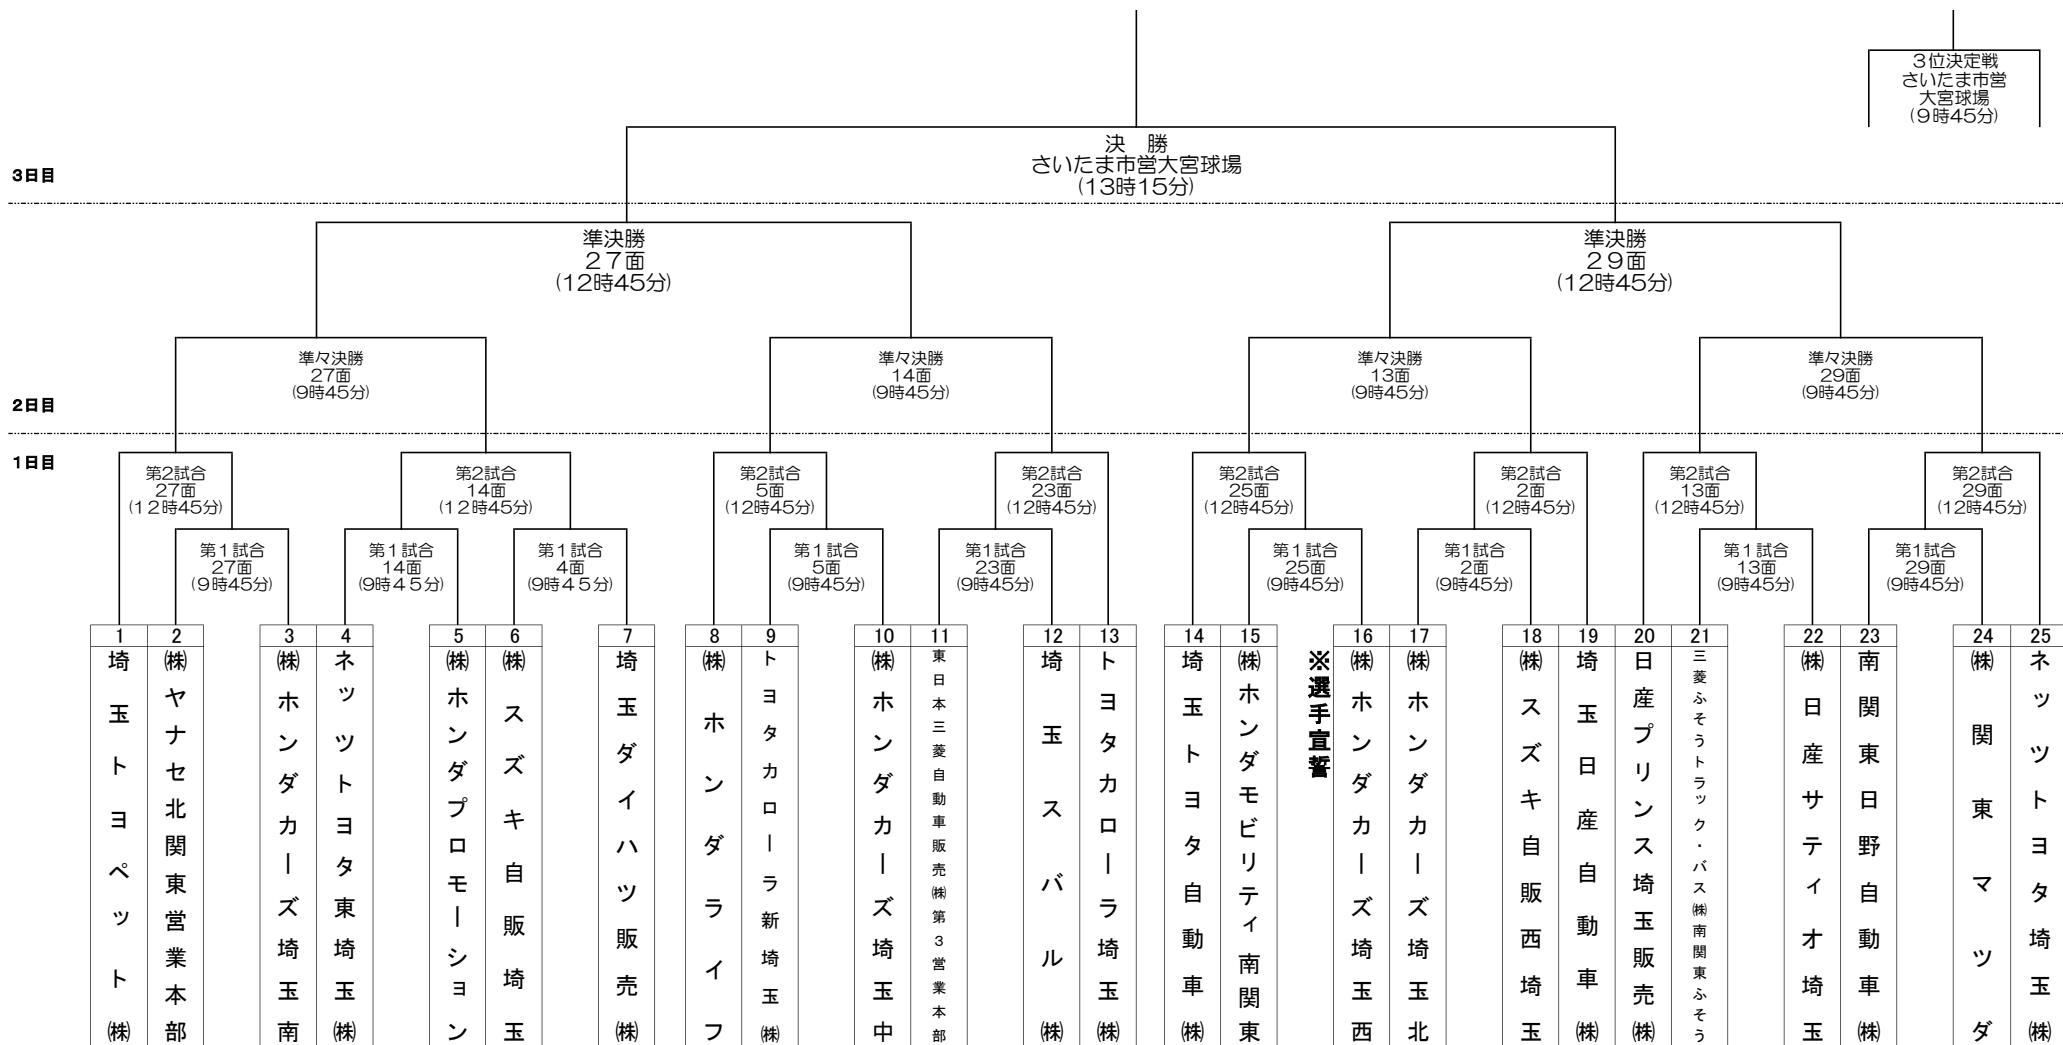 3位決定戦
さいたま市営
大宮球場
(9時45分)
決 勝
さいたま市営大宮球場
(13時15分)
3日目
準決勝
27面
(12時45分)
準決勝
29面
(12時45分)
準々決勝
27面
(9時45分)
準々決勝
14面
(9時45分)
準々決勝
13面
(9時45分)
準々決勝
29面
(9時45分)
2日目
1日目
第2試合
27面
(12時45分)
第2試合
14面
(12時45分)
第2試合
5面
(12時45分)
第2試合
23面
(12時45分)
第2試合
25面
(12時45分)
第2試合
2面
(12時45分)
第2試合
13面
(12時45分)
第2試合
29面
(12時45分)
第1試合
27面
(9時45分)
第1試合
14面
(9時45分)
第1試合
4面
(9時45分)
第1試合
5面
(9時45分)
第1試合
23面
(9時45分)
第1試合
25面
(9時45分)
第1試合
2面
(9時45分)
第1試合
13面
(9時45分)
第1試合
29面
(9時45分)
1
埼玉トヨペット㈱
2
㈱ヤナセ北関東営業本部
3
㈱ホンダカーズ埼玉南
4
ネッツトヨタ東埼玉㈱
5
㈱ホンダプロモーション
6
㈱スズキ自販埼玉
7
埼玉ダイハツ販売㈱
8
㈱ホンダライフ
9
トヨタカローラ新埼玉㈱
10
㈱ホンダカーズ埼玉中
11
東日本三菱自動車販売㈱第3営業本部
12
埼玉スバル㈱
13
トヨタカローラ埼玉㈱
14
埼玉トヨタ自動車㈱
15
㈱ホンダモビリティ南関東
※選手宣誓
16
㈱ホンダカーズ埼玉西
17
㈱ホンダカーズ埼玉北
18
㈱スズキ自販西埼玉
19
埼玉日産自動車㈱
20
日産プリンス埼玉販売㈱
21
三菱ふそうトラック・バス㈱南関東ふそう
22
㈱日産サティオ埼玉
23
南関東日野自動車㈱
24
㈱関東マツダ
25
ネッツトヨタ埼玉㈱